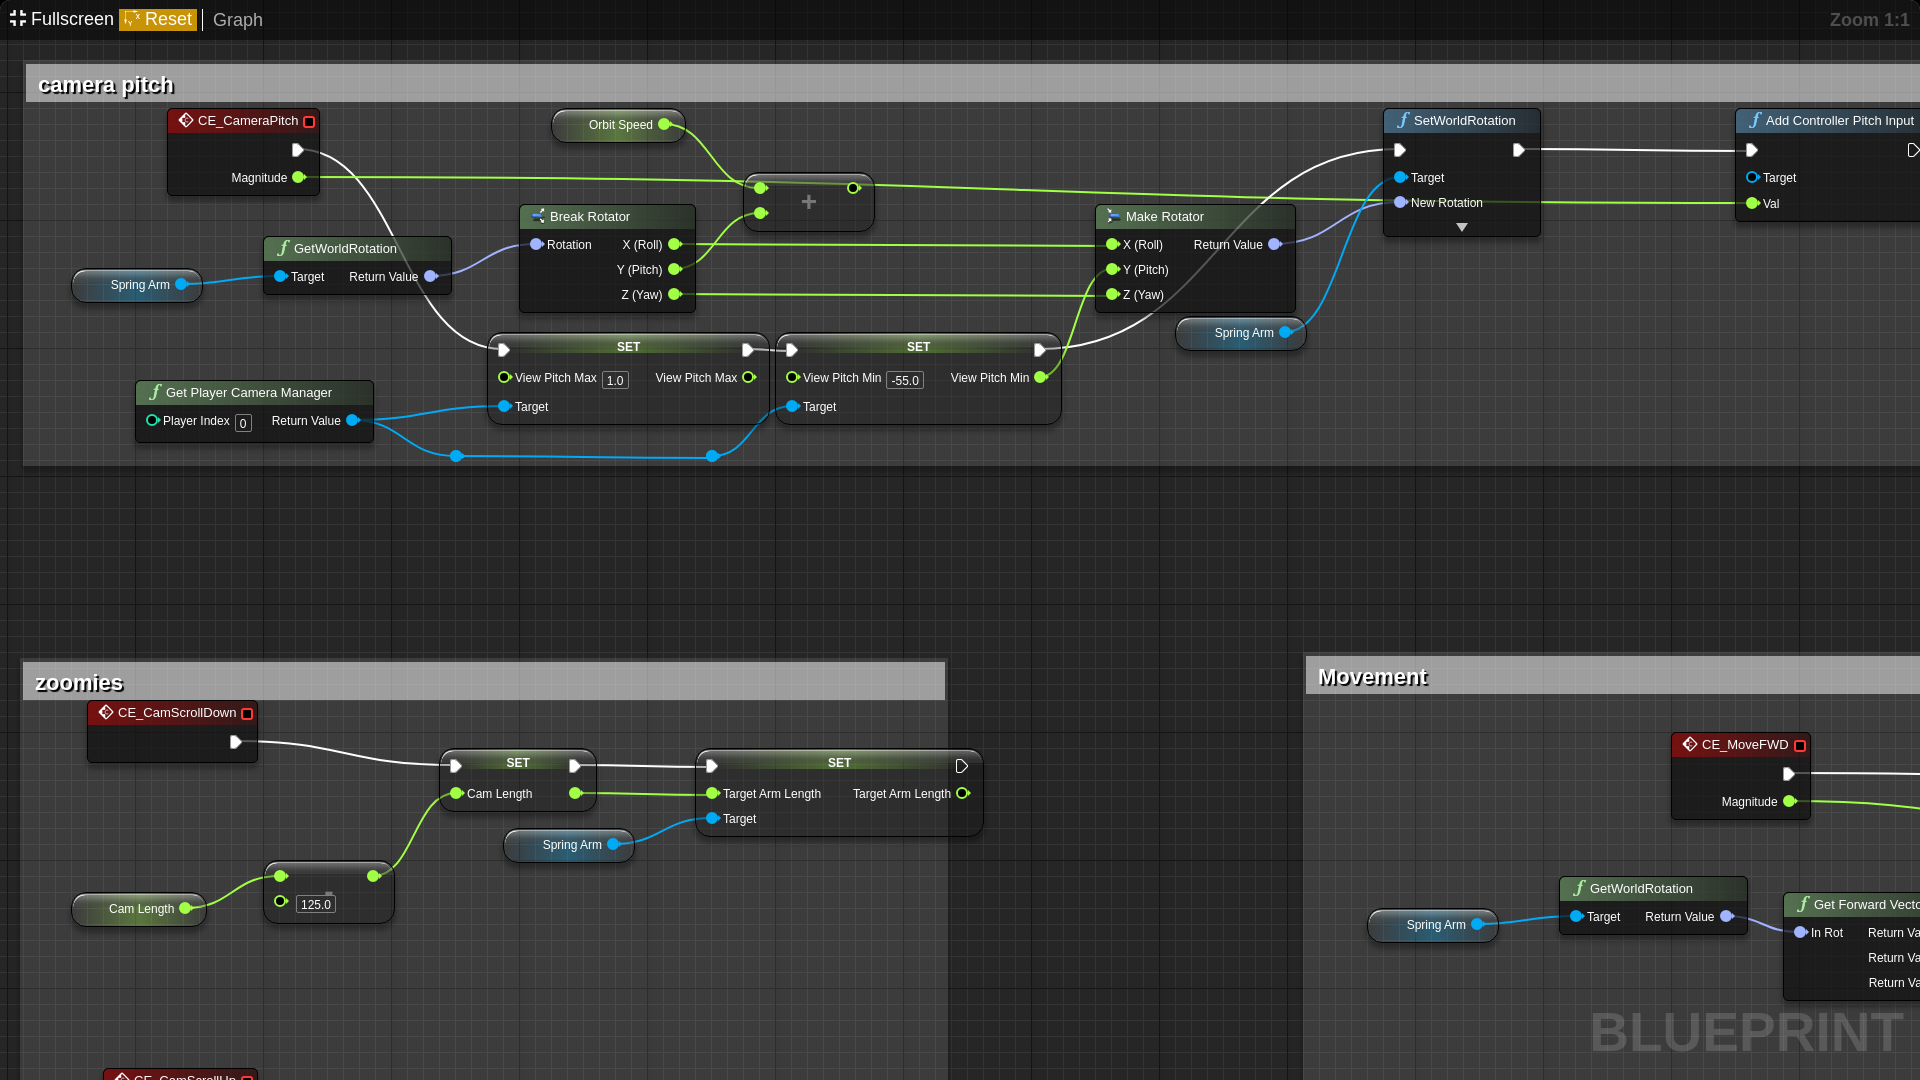 Fullscreen Reset Graph Zoom 1:1
camera pitch
CE_CameraPitch
Magnitude
Orbit Speed
+
SetWorldRotation
Target
New Rotation
Add Controller Pitch Input
Target
Val
GetWorldRotation
Target Return Value
Spring Arm
Break Rotator
Rotation X (Roll)
Y (Pitch)
Z (Yaw)
Make Rotator
X (Roll) Return Value
Y (Pitch)
Z (Yaw)
Spring Arm
SET
View Pitch Max 1.0 View Pitch Max
Target
SET
View Pitch Min -55.0 View Pitch Min
Target
Get Player Camera Manager
Player Index 0 Return Value
zoomies
CE_CamScrollDown
SET
Cam Length
SET
Target Arm Length Target Arm Length
Target
Spring Arm
Cam Length
125.0
CE_CamScrollUp
Movement
CE_MoveFWD
Magnitude
GetWorldRotation
Target Return Value
Spring Arm
Get Forward Vecto
In Rot Return Va
Return Va
Return Va
BLUEPRINT